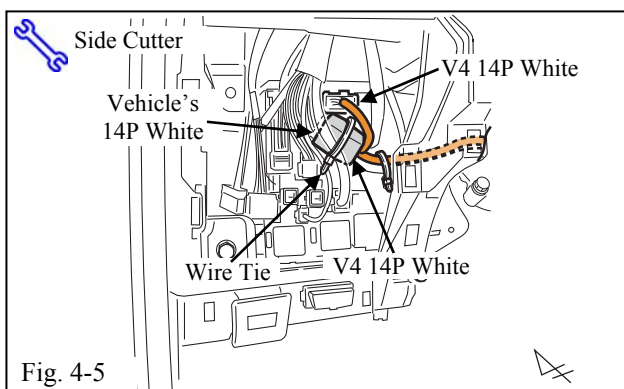 Side Cutter
V4 14P White
Vehicle's
14P White
Wire Tie
V4 14P White
Fig. 4-5